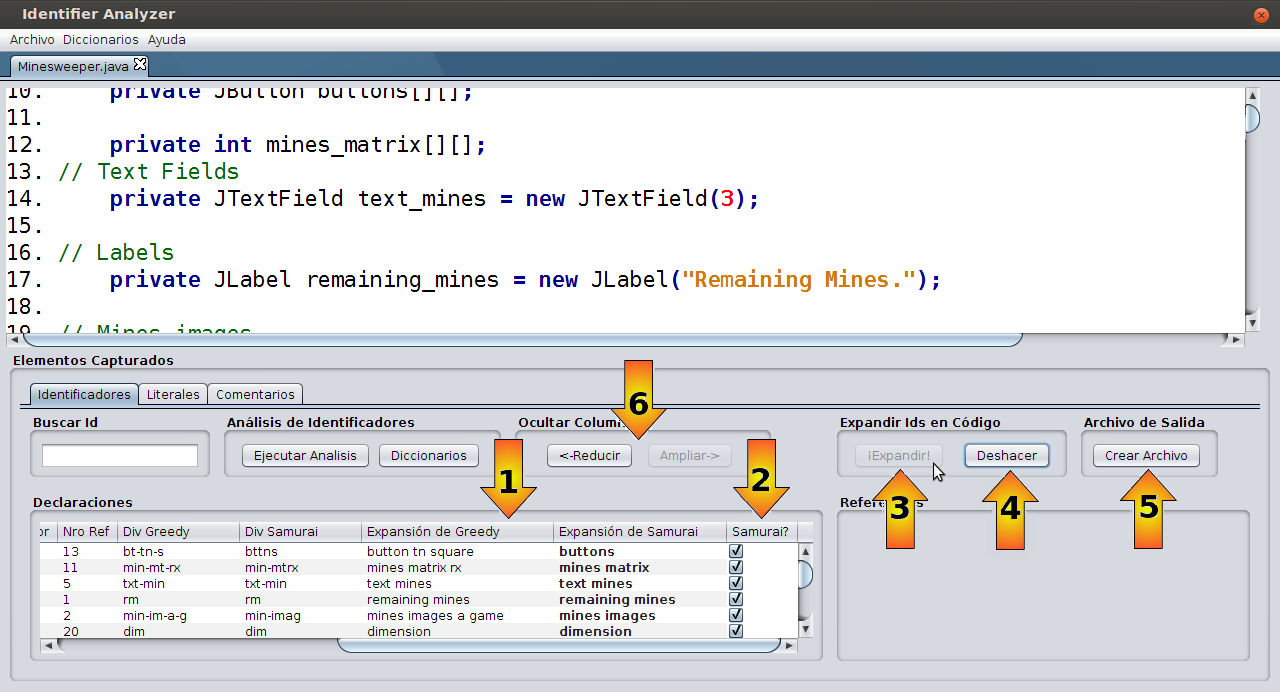 Identifier Analyzer
Archivo Diccionarios Ayuda
Minesweeper.java
10. private JButton buttons[][];
11.
12. private int mines_matrix[][];
13. // Text Fields
14. private JTextField text_mines = new JTextField(3);
15.
16. // Labels
17. private JLabel remaining_mines = new JLabel("Remaining Mines.");
18.
19. // Mines images
Elementos Capturados
Identificadores Literales Comentarios
6
Buscar Id Análisis de Identificadores Ocultar Expandir Ids en Código Archivo de Salida
Ejecutar Analisis Diccionarios <-Reducir Ampliar-> ¡Expandir! Deshacer Crear Archivo
1 2 3 4 5
Declaraciones
or Nro Ref Div Greedy Div Samurai Expansión de Greedy Expansión de Samurai Samurai?
13 bt-tn-s bttns button tn square buttons
11 min-mt-rx min-mtrx mines matrix rx mines matrix
5 txt-min txt-min text mines text mines
1 rm rm remaining mines remaining mines
2 min-im-a-g min-imag mines images a game mines images
20 dim dim dimension dimension